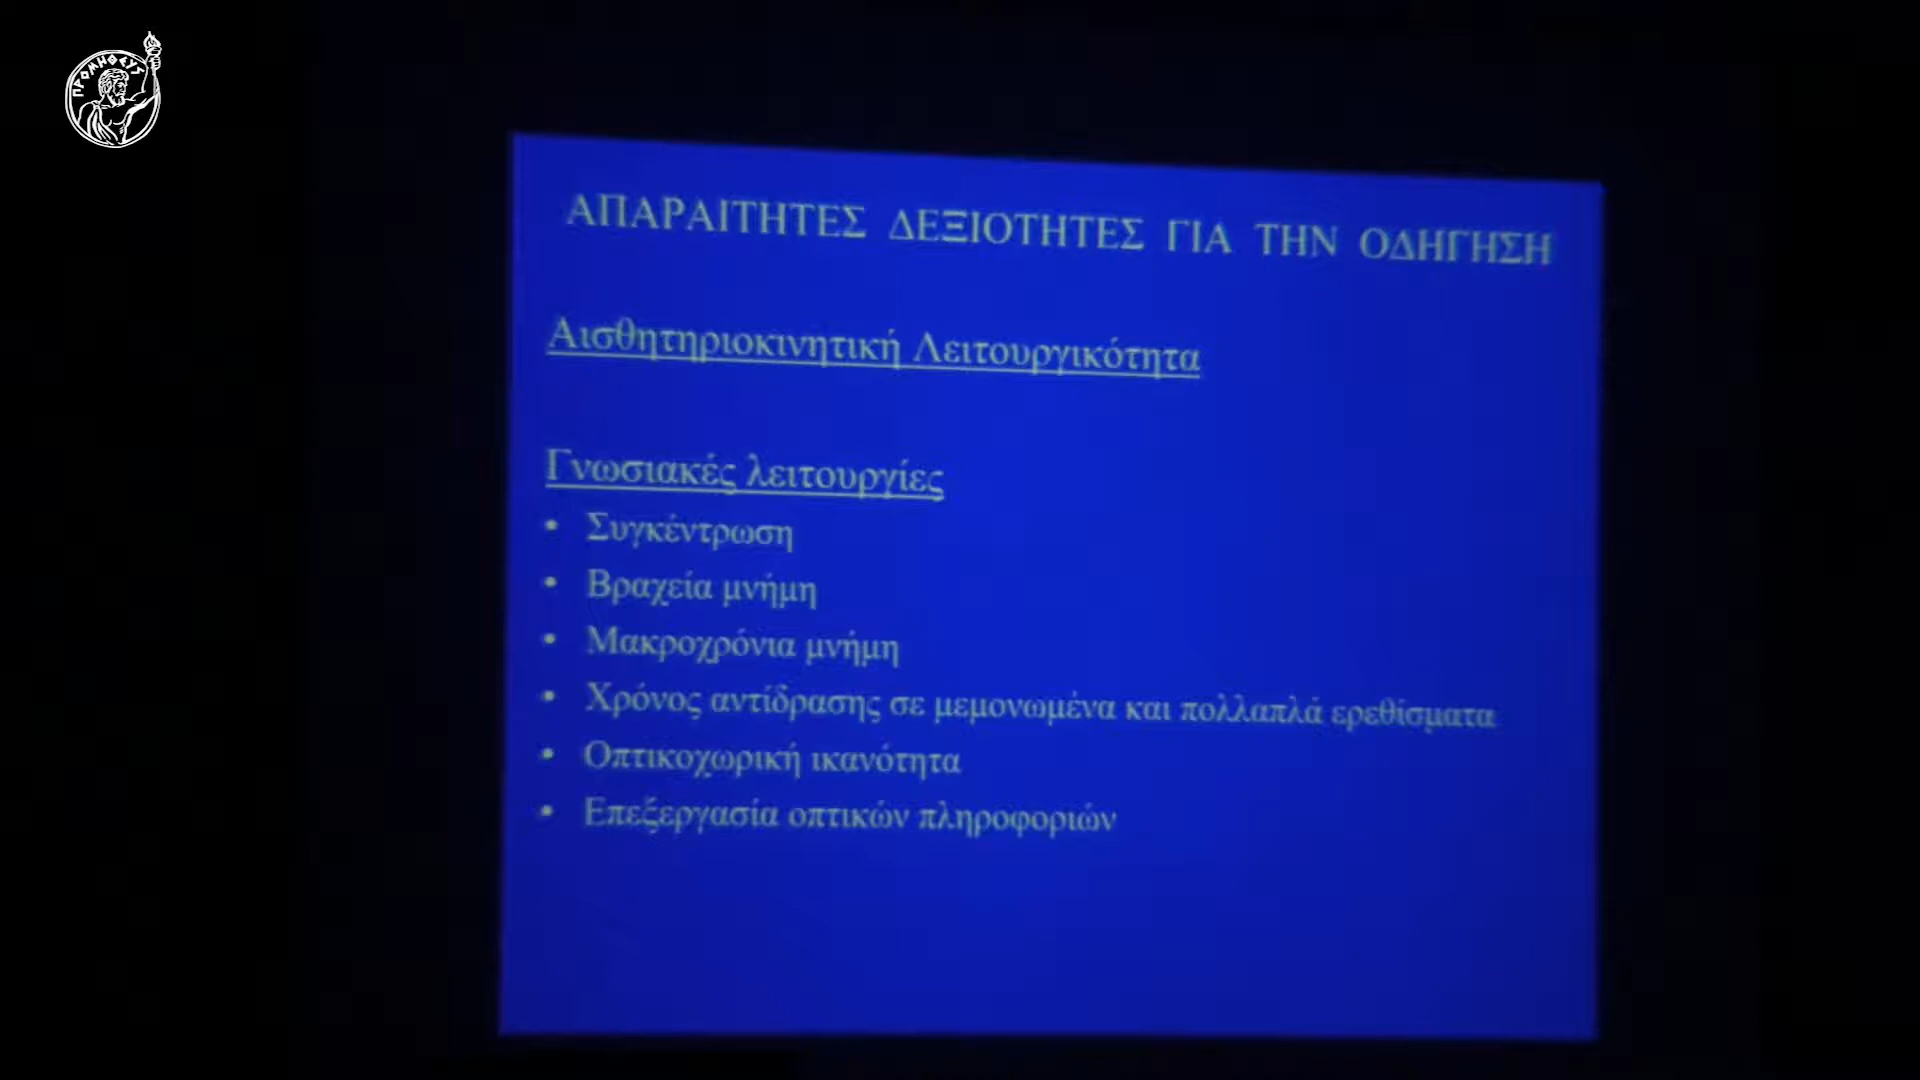 ΠΡΟΜΗΘΕΥΣ
ΑΠΑΡΑΙΤΗΤΕΣ ΔΕΞΙΟΤΗΤΕΣ ΓΙΑ ΤΗΝ ΟΔΗΓΗΣΗ
Αισθητηριοκινητική Λειτουργικότητα
Γνωσιακές λειτουργίες
• Συγκέντρωση
• Βραχεία μνήμη
• Μακροχρόνια μνήμη
• Χρόνος αντίδρασης σε μεμονωμένα και πολλαπλά ερεθίσματα
• Οπτικοχωρική ικανότητα
• Επεξεργασία οπτικών πληροφοριών